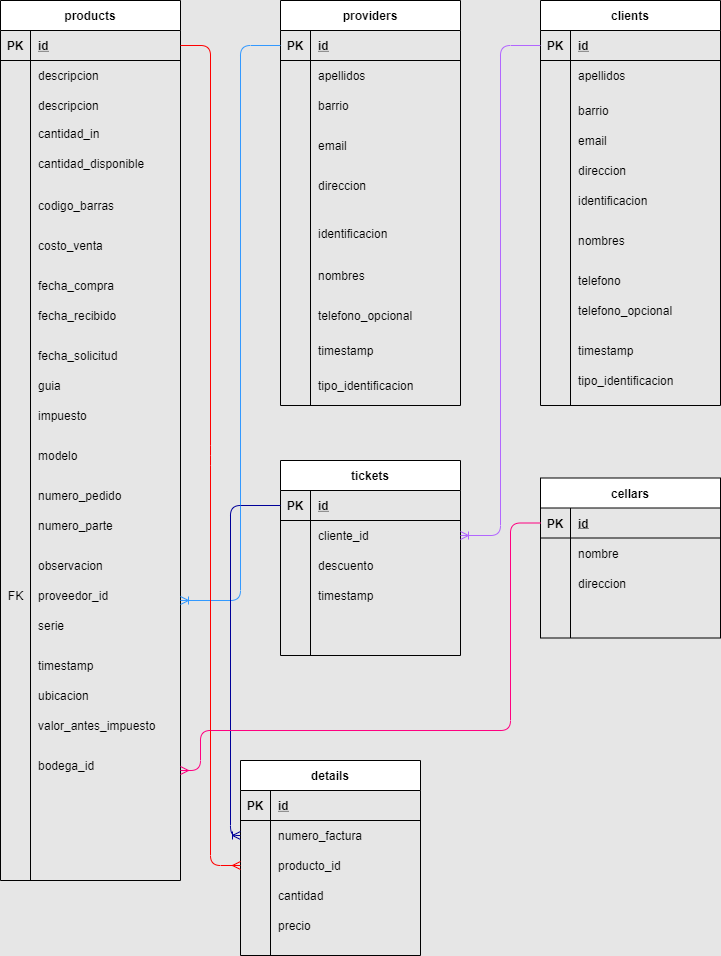 products
PK id
descripcion
descripcion
cantidad_in
cantidad_disponible
codigo_barras
costo_venta
fecha_compra
fecha_recibido
fecha_solicitud
guia
impuesto
modelo
numero_pedido
numero_parte
observacion
FK proveedor_id
serie
timestamp
ubicacion
valor_antes_impuesto
bodega_id
providers
PK id
apellidos
barrio
email
direccion
identificacion
nombres
telefono_opcional
timestamp
tipo_identificacion
clients
PK id
apellidos
barrio
email
direccion
identificacion
nombres
telefono
telefono_opcional
timestamp
tipo_identificacion
tickets
PK id
cliente_id
descuento
timestamp
cellars
PK id
nombre
direccion
details
PK id
numero_factura
producto_id
cantidad
precio